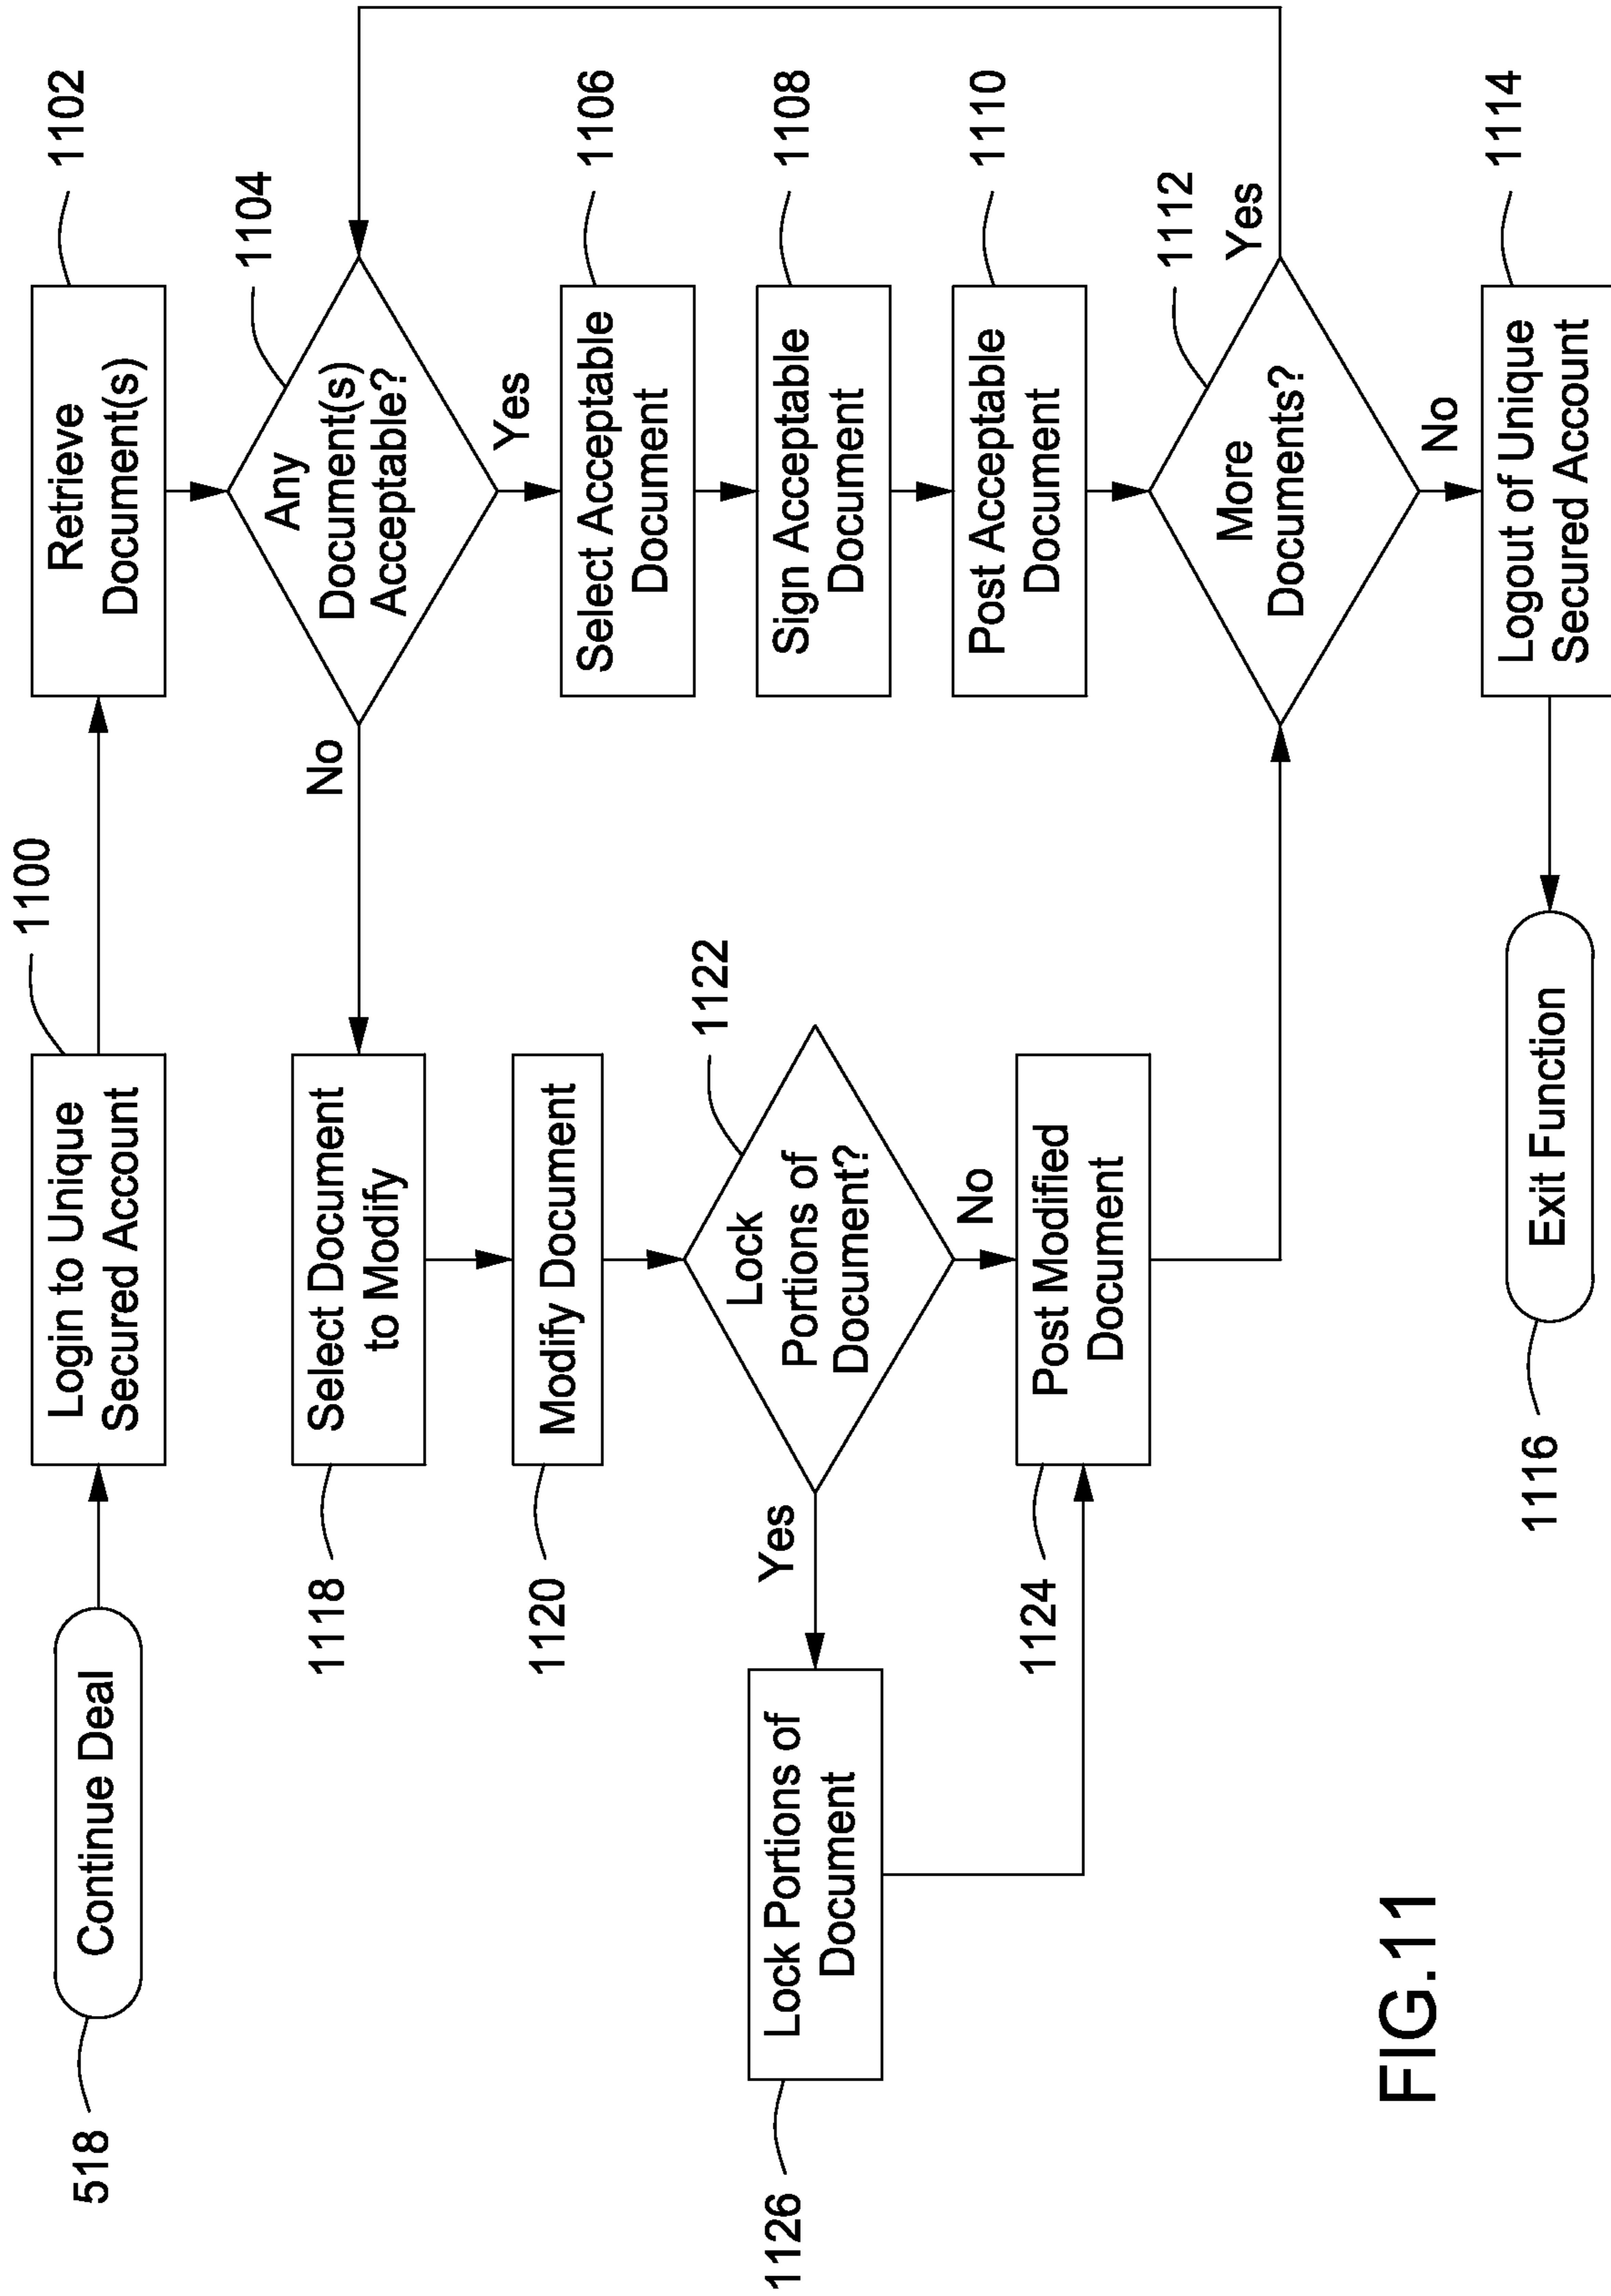 518
Continue Deal
1100
Login to Unique
Secured Account
1102
Retrieve
Document(s)
1104
Any
Document(s)
Acceptable?
No
Yes
1106
Select Acceptable
Document
1108
Sign Acceptable
Document
1110
Post Acceptable
Document
1112
More
Documents?
Yes
No
1114
Logout of Unique
Secured Account
1116
Exit Function
1118
Select Document
to Modify
1120
Modify Document
1122
Lock
Portions of
Document?
Yes
No
1124
Post Modified
Document
1126
Lock Portions of
Document
FIG.11